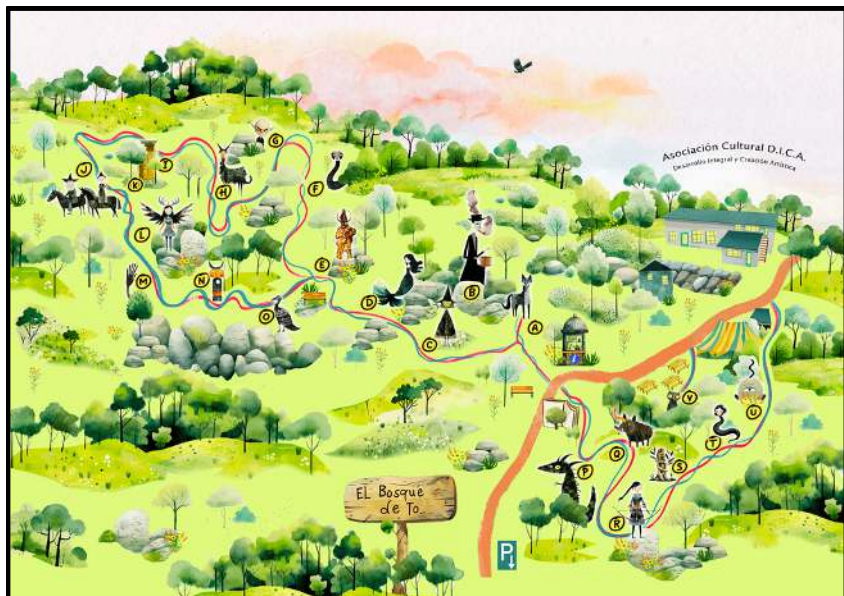 Asociación Cultural D.I.C.A.
Desarrollo Integral y Creación Artística
G
J
I
K
H
F
L
E
M
N
B
D
O
A
C
i
V
U
T
Q
S
P
EL Bosque
de To...
R
P